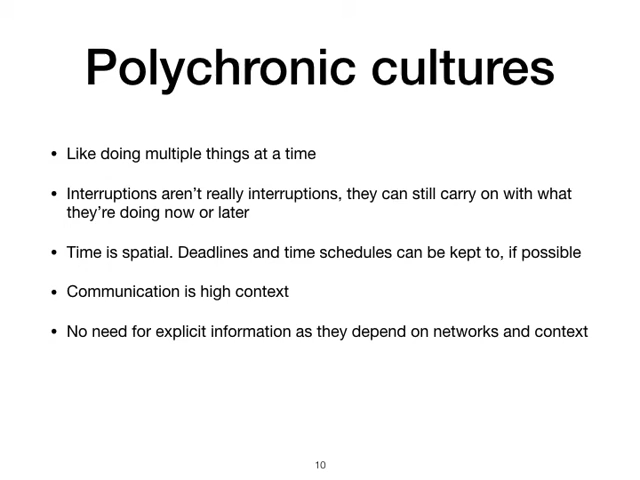 Polychronic cultures
• Like doing multiple things at a time
• Interruptions aren’t really interruptions, they can still carry on with what
they’re doing now or later
• Time is spatial. Deadlines and time schedules can be kept to, if possible
• Communication is high context
• No need for explicit information as they depend on networks and context
10